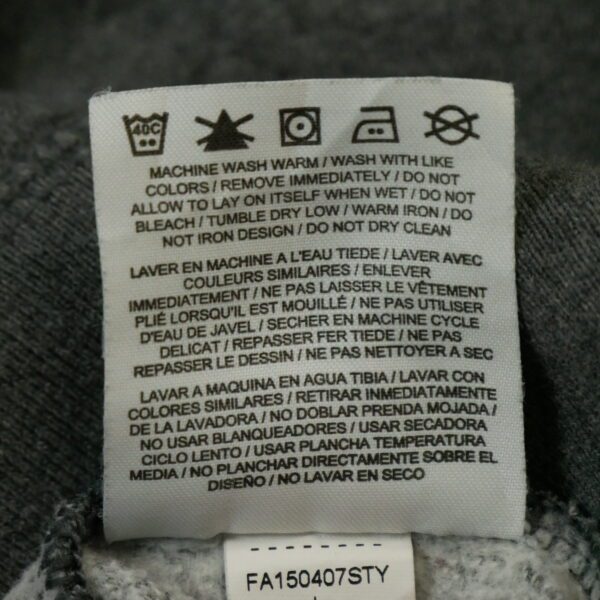 40C
MACHINE WASH WARM / WASH WITH LIKE
COLORS / REMOVE IMMEDIATELY / DO NOT
ALLOW TO LAY ON ITSELF WHEN WET / DO NOT
BLEACH / TUMBLE DRY LOW / WARM IRON / DO
NOT IRON DESIGN / DO NOT DRY CLEAN
LAVER EN MACHINE A L'EAU TIEDE / LAVER AVEC
COULEURS SIMILAIRES / ENLEVER
IMMEDIATEMENT / NE PAS LAISSER LE VÊTEMENT
PLIÉ LORSQU'IL EST MOUILLÉ / NE PAS UTILISER
D'EAU DE JAVEL / SECHER EN MACHINE CYCLE
DELICAT / REPASSER FER TIEDE / NE PAS
REPASSER LE DESSIN / NE PAS NETTOYER A SEC
LAVAR A MAQUINA EN AGUA TIBIA / LAVAR CON
COLORES SIMILARES / RETIRAR INMEDIATAMENTE
DE LA LAVADORA / NO DOBLAR PRENDA MOJADA /
NO USAR BLANQUEADORES / USAR SECADORA
CICLO LENTO / USAR PLANCHA TEMPERATURA
MEDIA / NO PLANCHAR DIRECTAMENTE SOBRE EL
DISEÑO / NO LAVAR EN SECO
FA150407STY